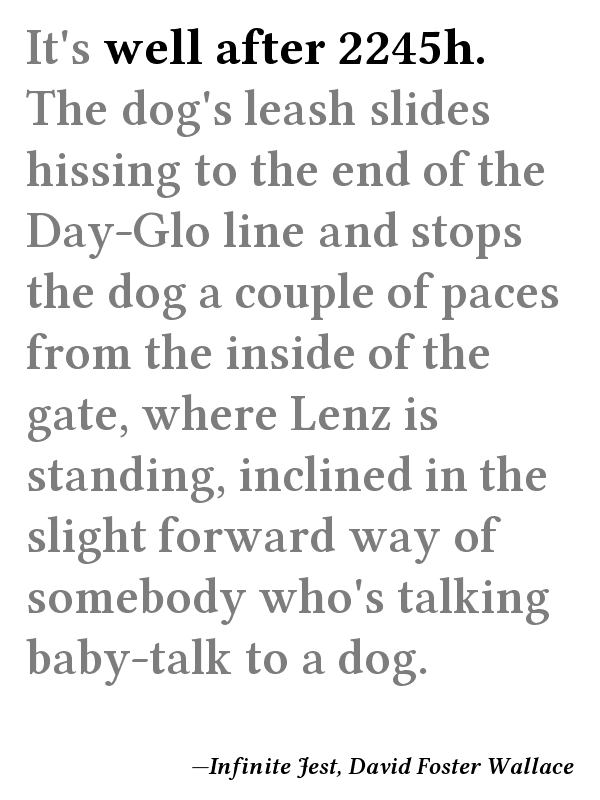 It's well after 2245h.
The dog's leash slides
hissing to the end of the
Day-Glo line and stops
the dog a couple of paces
from the inside of the
gate, where Lenz is
standing, inclined in the
slight forward way of
somebody who's talking
baby-talk to a dog.
—Infinite Jest, David Foster Wallace